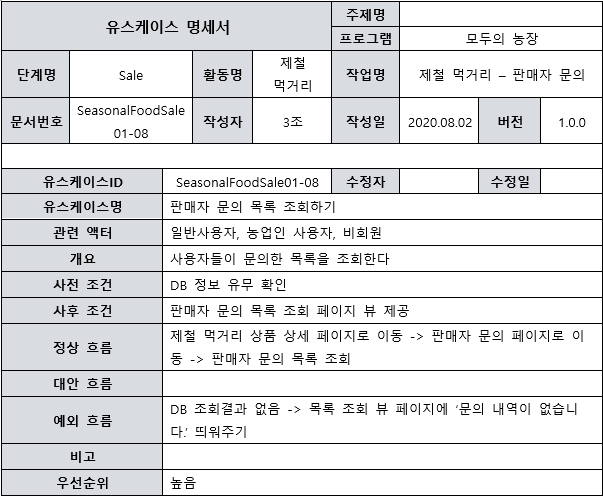 유스케이스 명세서
주제명
프로그램 모두의 농장
단계명 Sale 활동명 제철
먹거리 작업명 제철 먹거리 – 판매자 문의
문서번호 SeasonalFoodSale
01-08 작성자 3조 작성일 2020.08.02 버전 1.0.0
유스케이스ID SeasonalFoodSale01-08 수정자 수정일
유스케이스명 판매자 문의 목록 조회하기
관련 액터 일반사용자, 농업인 사용자, 비회원
개요 사용자들이 문의한 목록을 조회한다
사전 조건 DB 정보 유무 확인
사후 조건 판매자 문의 목록 조회 페이지 뷰 제공
정상 흐름 제철 먹거리 상품 상세 페이지로 이동 -> 판매자 문의 페이지로 이
동 -> 판매자 문의 목록 조회
대안 흐름
예외 흐름 DB 조회결과 없음 -> 목록 조회 뷰 페이지에 ‘문의 내역이 없습니
다.’ 띄워주기
비고
우선순위 높음